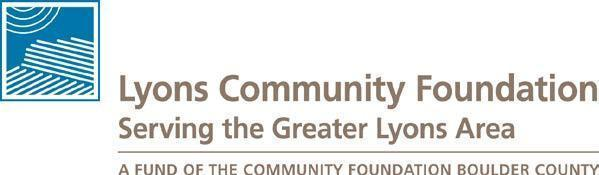 Lyons Community Foundation
Serving the Greater Lyons Area
A FUND OF THE COMMUNITY FOUNDATION BOULDER COUNTY